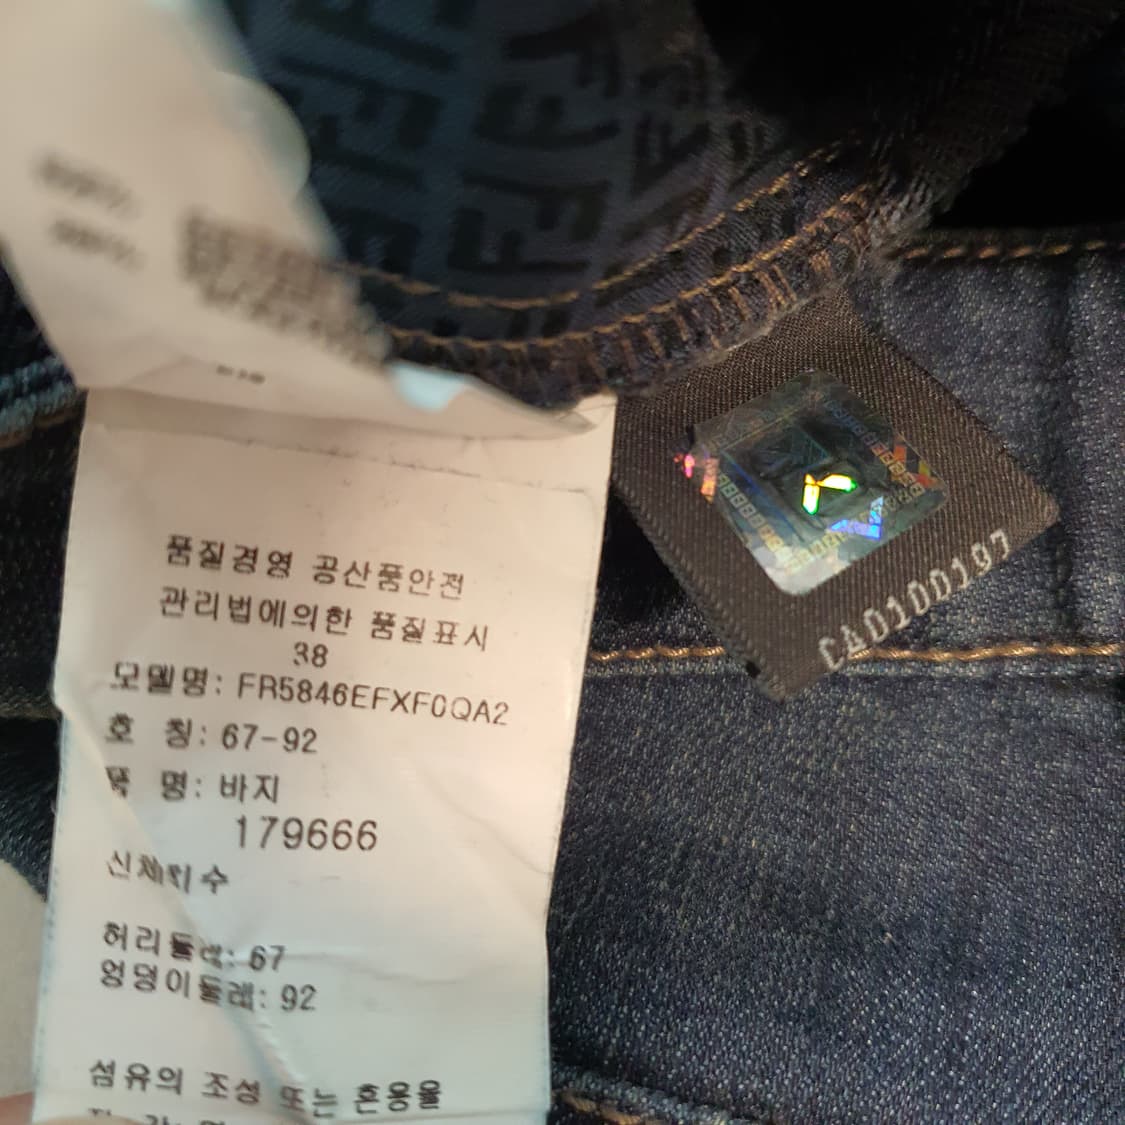 품질경영 공산품안전
관리법에의한 품질표시
38
모델명: FR5846EFXF0QA2
호 칭: 67-92
품 명: 바지
179666
신체치수
허리둘레: 67
엉덩이둘레: 92
섬유의 조성 또는 혼용율
CA0100197